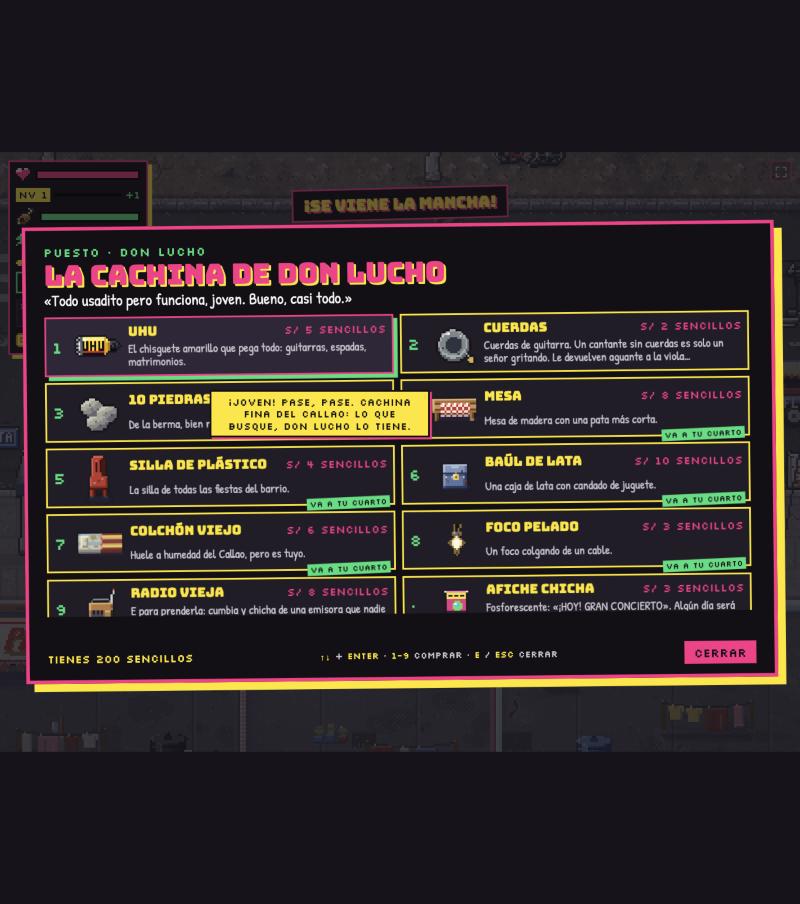 NV 1
+1
¡SE VIENE LA MANCHA!
PUESTO · DON LUCHO
LA CACHINA DE DON LUCHO
«Todo usadito pero funciona, joven. Bueno, casi todo.»
1
UHU
S/ 5 SENCILLOS
El chisguete amarillo que pega todo: guitarras, espadas,
matrimonios.
2
CUERDAS
S/ 2 SENCILLOS
Cuerdas de guitarra. Un cantante sin cuerdas es solo un
señor gritando. Le devuelven aguante a la viola...
3
10 PIEDRAS
De la berma, bien r
¡JOVEN! PASE, PASE. CACHINA
FINA DEL CALLAO: LO QUE
BUSQUE, DON LUCHO LO TIENE.
MESA
S/ 8 SENCILLOS
Mesa de madera con una pata más corta.
VA A TU CUARTO
5
SILLA DE PLÁSTICO
S/ 4 SENCILLOS
La silla de todas las fiestas del barrio.
VA A TU CUARTO
6
BAÚL DE LATA
S/ 10 SENCILLOS
Una caja de lata con candado de juguete.
VA A TU CUARTO
7
COLCHÓN VIEJO
S/ 6 SENCILLOS
Huele a humedad del Callao, pero es tuyo.
VA A TU CUARTO
8
FOCO PELADO
S/ 3 SENCILLOS
Un foco colgando de un cable.
VA A TU CUARTO
9
RADIO VIEJA
S/ 8 SENCILLOS
E para prenderla: cumbia y chicha de una emisora que nadie
·
AFICHE CHICHA
S/ 3 SENCILLOS
Fosforescente: «¡HOY! GRAN CONCIERTO». Algún día será
TIENES 200 SENCILLOS
↑↓ + ENTER · 1-9 COMPRAR · E / ESC CERRAR
CERRAR